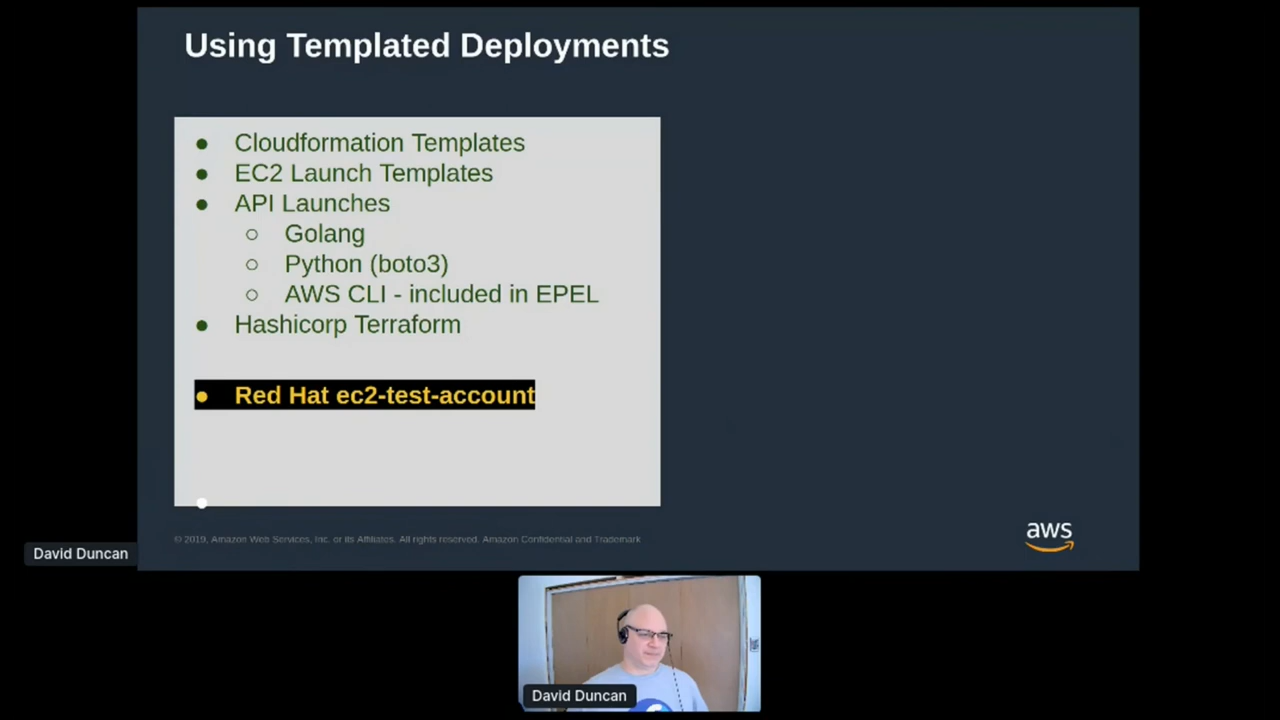 Using Templated Deployments
● Cloudformation Templates
● EC2 Launch Templates
● API Launches
○ Golang
○ Python (boto3)
○ AWS CLI - included in EPEL
● Hashicorp Terraform
● Red Hat ec2-test-account
●
© 2019, Amazon Web Services, Inc. or its Affiliates. All rights reserved. Amazon Confidential and Trademark
aws
David Duncan
David Duncan